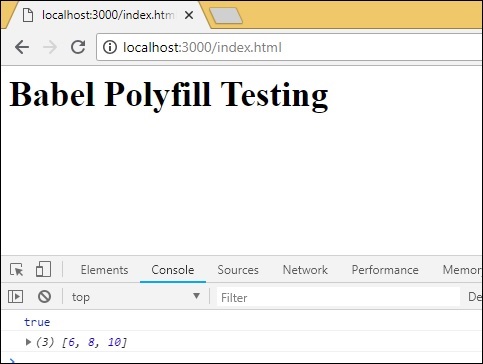 localhost:3000/index.htm
localhost:3000/index.html
Babel Polyfill Testing
Elements Console Sources Network Performance Memor
top Filter De
true
(3) [6, 8, 10]